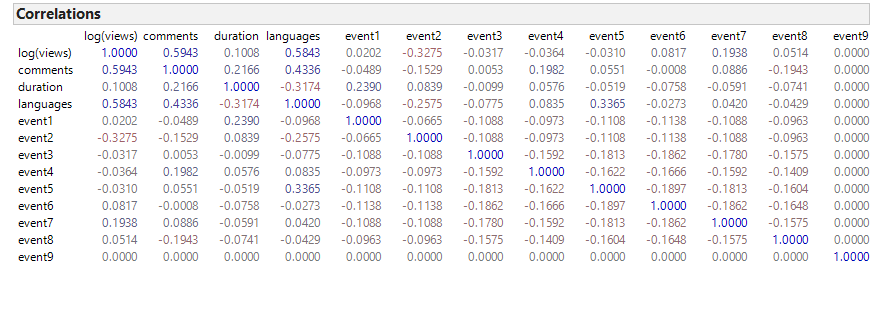 Correlations
log(views) comments duration languages event1 event2 event3 event4 event5 event6 event7 event8 event9
log(views) 1.0000 0.5943 0.1008 0.5843 0.0202 -0.3275 -0.0317 -0.0364 -0.0310 0.0817 0.1938 0.0514 0.0000
comments 0.5943 1.0000 0.2166 0.4336 -0.0489 -0.1529 0.0053 0.1982 0.0551 -0.0008 0.0886 -0.1943 0.0000
duration 0.1008 0.2166 1.0000 -0.3174 0.2390 0.0839 -0.0099 0.0576 -0.0519 -0.0758 -0.0591 -0.0741 0.0000
languages 0.5843 0.4336 -0.3174 1.0000 -0.0968 -0.2575 -0.0775 0.0835 0.3365 -0.0273 0.0420 -0.0429 0.0000
event1 0.0202 -0.0489 0.2390 -0.0968 1.0000 -0.0665 -0.1088 -0.0973 -0.1108 -0.1138 -0.1088 -0.0963 0.0000
event2 -0.3275 -0.1529 0.0839 -0.2575 -0.0665 1.0000 -0.1088 -0.0973 -0.1108 -0.1138 -0.1088 -0.0963 0.0000
event3 -0.0317 0.0053 -0.0099 -0.0775 -0.1088 -0.1088 1.0000 -0.1592 -0.1813 -0.1862 -0.1780 -0.1575 0.0000
event4 -0.0364 0.1982 0.0576 0.0835 -0.0973 -0.0973 -0.1592 1.0000 -0.1622 -0.1666 -0.1592 -0.1409 0.0000
event5 -0.0310 0.0551 -0.0519 0.3365 -0.1108 -0.1108 -0.1813 -0.1622 1.0000 -0.1897 -0.1813 -0.1604 0.0000
event6 0.0817 -0.0008 -0.0758 -0.0273 -0.1138 -0.1138 -0.1862 -0.1666 -0.1897 1.0000 -0.1862 -0.1648 0.0000
event7 0.1938 0.0886 -0.0591 0.0420 -0.1088 -0.1088 -0.1780 -0.1592 -0.1813 -0.1862 1.0000 -0.1575 0.0000
event8 0.0514 -0.1943 -0.0741 -0.0429 -0.0963 -0.0963 -0.1575 -0.1409 -0.1604 -0.1648 -0.1575 1.0000 0.0000
event9 0.0000 0.0000 0.0000 0.0000 0.0000 0.0000 0.0000 0.0000 0.0000 0.0000 0.0000 0.0000 1.0000